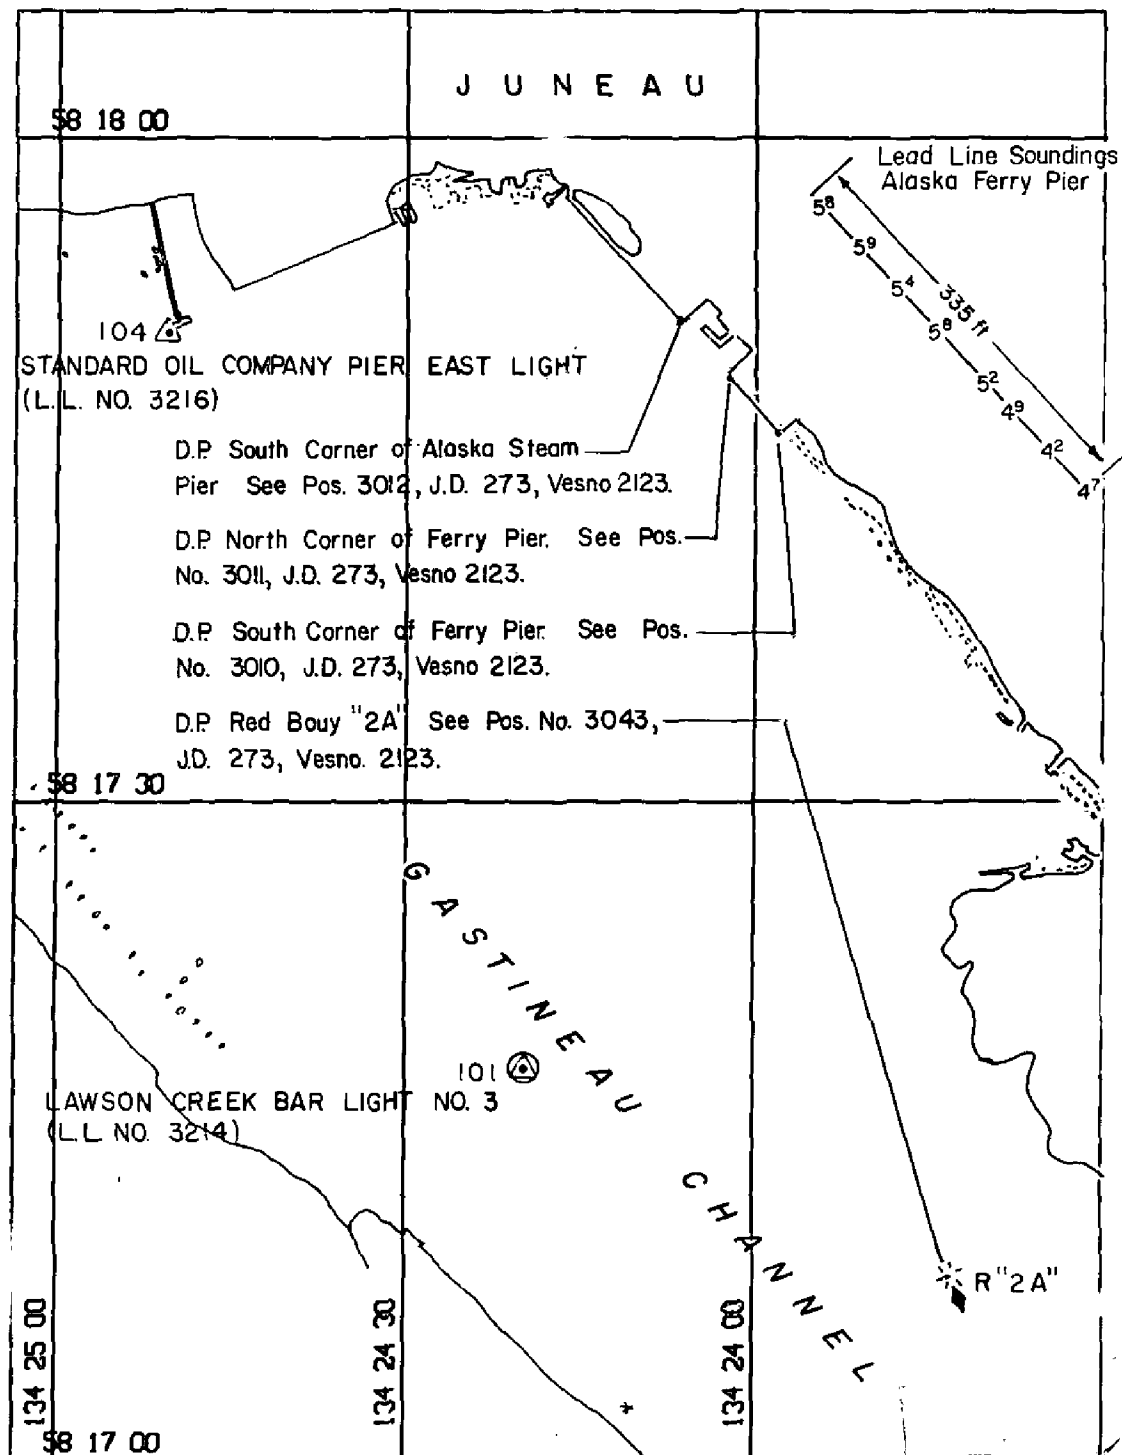 J U N E A U
58 18 00
Lead Line Soundings
Alaska Ferry Pier
5⁸
5⁹
5⁴
5⁸
5²
4⁹
4²
4⁷
335 ft
104
STANDARD OIL COMPANY PIER EAST LIGHT
(L.L. NO. 3216)
D.P. South Corner of Alaska Steam
Pier See Pos. 3012, J.D. 273, Vesno 2123.
D.P. North Corner of Ferry Pier. See Pos.
No. 3011, J.D. 273, Vesno 2123.
D.P. South Corner of Ferry Pier. See Pos.
No. 3010, J.D. 273, Vesno 2123.
D.P. Red Bouy "2A" See Pos. No. 3043,
J.D. 273, Vesno. 2123.
58 17 30
GASTINEAU
CHANNEL
101
LAWSON CREEK BAR LIGHT NO. 3
(L.L. NO. 3214)
R "2A"
134 25 00
134 24 30
134 24 00
58 17 00